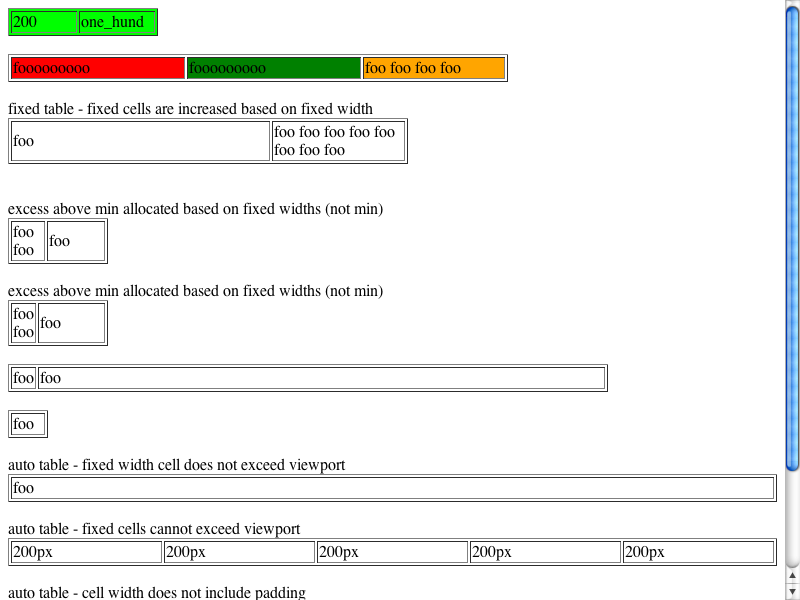 200 one_hund
fooooooooo fooooooooo foo foo foo foo
fixed table - fixed cells are increased based on fixed width
foo foo foo foo foo foo
foo foo foo
excess above min allocated based on fixed widths (not min)
foo
foo foo
excess above min allocated based on fixed widths (not min)
foo
foo foo
foo foo
foo
auto table - fixed width cell does not exceed viewport
foo
auto table - fixed cells cannot exceed viewport
200px 200px 200px 200px 200px
auto table - cell width does not include padding